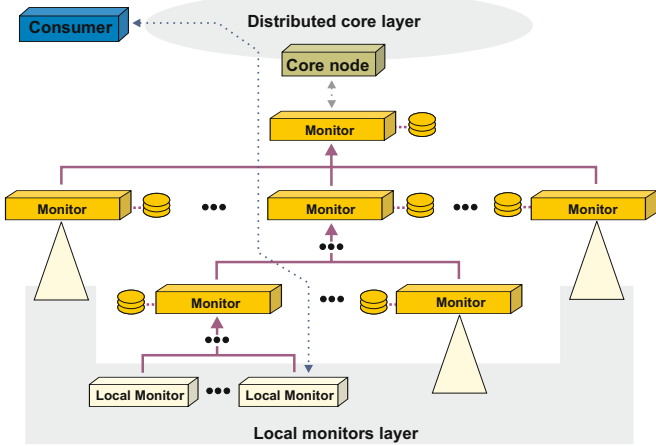 Distributed core layer
Consumer
Core node
Monitor
Monitor
Monitor
Monitor
Monitor
Monitor
Local Monitor
Local Monitor
Local monitors layer